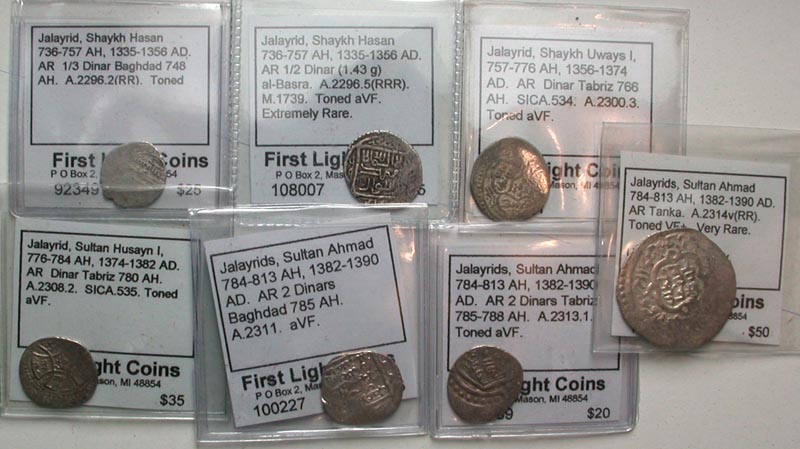 Jalayrid, Shaykh Hasan
736-757 AH, 1335-1356 AD.
AR 1/3 Dinar Baghdad 748
AH. A.2296.2(RR). Toned
First Light Coins
P O Box 2,
92349
$25
Jalayrid, Shaykh Hasan
736-757 AH, 1335-1356 AD.
AR 1/2 Dinar (1.43 g)
al-Basra. A.2296.5(RRR).
M.1739. Toned aVF.
Extremely Rare.
First Lig
P O Box 2, Mas
108007
5
Jalayrid, Shaykh Uways I,
757-776 AH, 1356-1374
AD. AR Dinar Tabriz 766
AH. SICA.534. A.2300.3.
Toned aVF.
ght
Mason, MI 48854
Jalayrids, Sultan Ahmad
784-813 AH, 1382-1390 AD.
AR Tanka. A.2314v(RR).
Toned VF+. Very Rare.
Coins
48854
$50
Jalayrid, Sultan Husayn I,
776-784 AH, 1374-1382 AD.
AR Dinar Tabriz 780 AH.
A.2308.2. SICA.535. Toned
aVF.
ght Coins
Mason, MI 48854
$35
Jalayrids, Sultan Ahmad
784-813 AH, 1382-1390
AD. AR 2 Dinars
Baghdad 785 AH.
A.2311. aVF.
First Lig
P O Box 2, Mas
100227
Jalayrids, Sultan Ahmad
784-813 AH, 1382-1390
AD. AR 2 Dinars Tabriz
785-788 AH. A.2313.1.
Toned aVF.
ght Coins
Mason, MI 48854
89
$20